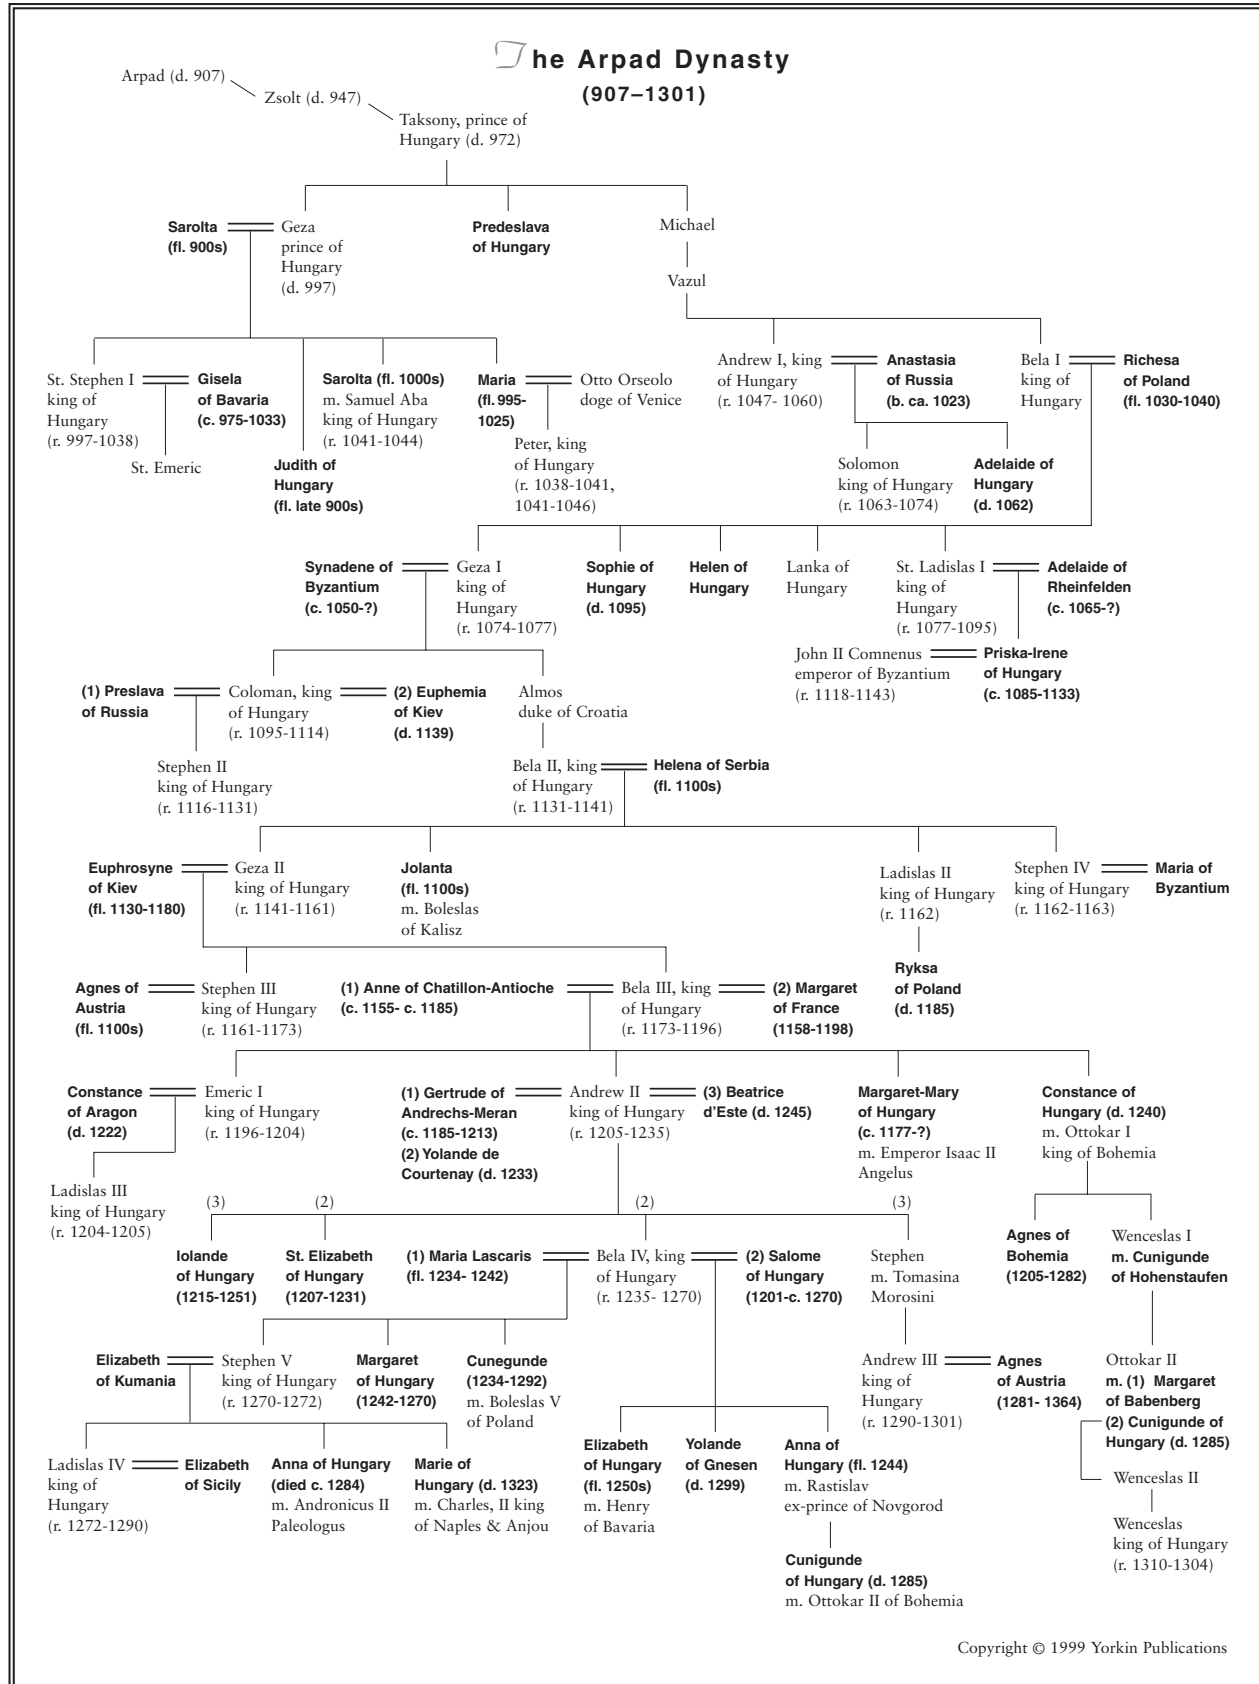 The Arpad Dynasty
(907–1301)
Arpad (d. 907)
Zsolt (d. 947)
Taksony, prince of
Hungary (d. 972)
Sarolta
(fl. 900s)
Geza
prince of
Hungary
(d. 997)
Predeslava
of Hungary
Michael
Vazul
St. Stephen I
king of
Hungary
(r. 997-1038)
Gisela
of Bavaria
(c. 975-1033)
St. Emeric
Judith of
Hungary
(fl. late 900s)
Sarolta (fl. 1000s)
m. Samuel Aba
king of Hungary
(r. 1041-1044)
Maria
(fl. 995-
1025)
Otto Orseolo
doge of Venice
Peter, king
of Hungary
(r. 1038-1041,
1041-1046)
Andrew I, king
of Hungary
(r. 1047- 1060)
Anastasia
of Russia
(b. ca. 1023)
Bela I
king of
Hungary
Richesa
of Poland
(fl. 1030-1040)
Solomon
king of Hungary
(r. 1063-1074)
Adelaide of
Hungary
(d. 1062)
Synadene of
Byzantium
(c. 1050-?)
Geza I
king of
Hungary
(r. 1074-1077)
Sophie of
Hungary
(d. 1095)
Helen of
Hungary
Lanka of
Hungary
St. Ladislas I
king of
Hungary
(r. 1077-1095)
Adelaide of
Rheinfelden
(c. 1065-?)
John II Comnenus
emperor of Byzantium
(r. 1118-1143)
Priska-Irene
of Hungary
(c. 1085-1133)
(1) Preslava
of Russia
Coloman, king
of Hungary
(r. 1095-1114)
(2) Euphemia
of Kiev
(d. 1139)
Almos
duke of Croatia
Stephen II
king of Hungary
(r. 1116-1131)
Bela II, king
of Hungary
(r. 1131-1141)
Helena of Serbia
(fl. 1100s)
Euphrosyne
of Kiev
(fl. 1130-1180)
Geza II
king of Hungary
(r. 1141-1161)
Jolanta
(fl. 1100s)
m. Boleslas
of Kalisz
Ladislas II
king of Hungary
(r. 1162)
Stephen IV
king of Hungary
(r. 1162-1163)
Maria of
Byzantium
Ryksa
of Poland
(d. 1185)
Agnes of
Austria
(fl. 1100s)
Stephen III
king of Hungary
(r. 1161-1173)
(1) Anne of Chatillon-Antioche
(c. 1155- c. 1185)
Bela III, king
of Hungary
(r. 1173-1196)
(2) Margaret
of France
(1158-1198)
Constance
of Aragon
(d. 1222)
Emeric I
king of Hungary
(r. 1196-1204)
(1) Gertrude of
Andrechs-Meran
(c. 1185-1213)
(2) Yolande de
Courtenay (d. 1233)
Andrew II
king of Hungary
(r. 1205-1235)
(3) Beatrice
d'Este (d. 1245)
Margaret-Mary
of Hungary
(c. 1177-?)
m. Emperor Isaac II
Angelus
Constance of
Hungary (d. 1240)
m. Ottokar I
king of Bohemia
Ladislas III
king of Hungary
(r. 1204-1205)
(3)
(2)
(2)
(3)
Iolande
of Hungary
(1215-1251)
St. Elizabeth
of Hungary
(1207-1231)
(1) Maria Lascaris
(fl. 1234- 1242)
Bela IV, king
of Hungary
(r. 1235- 1270)
(2) Salome
of Hungary
(1201-c. 1270)
Stephen
m. Tomasina
Morosini
Agnes of
Bohemia
(1205-1282)
Wenceslas I
m. Cunigunde
of Hohenstaufen
Elizabeth
of Kumania
Stephen V
king of Hungary
(r. 1270-1272)
Margaret
of Hungary
(1242-1270)
Cunegunde
(1234-1292)
m. Boleslas V
of Poland
Andrew III
king of
Hungary
(r. 1290-1301)
Agnes
of Austria
(1281- 1364)
Ottokar II
m. (1) Margaret
of Babenberg
(2) Cunigunde of
Hungary (d. 1285)
Ladislas IV
king of
Hungary
(r. 1272-1290)
Elizabeth
of Sicily
Anna of Hungary
(died c. 1284)
m. Andronicus II
Paleologus
Marie of
Hungary (d. 1323)
m. Charles, II king
of Naples & Anjou
Elizabeth
of Hungary
(fl. 1250s)
m. Henry
of Bavaria
Yolande
of Gnesen
(d. 1299)
Anna of
Hungary (fl. 1244)
m. Rastislav
ex-prince of Novgorod
Wenceslas II
Wenceslas
king of Hungary
(r. 1310-1304)
Cunigunde
of Hungary (d. 1285)
m. Ottokar II of Bohemia
Copyright © 1999 Yorkin Publications